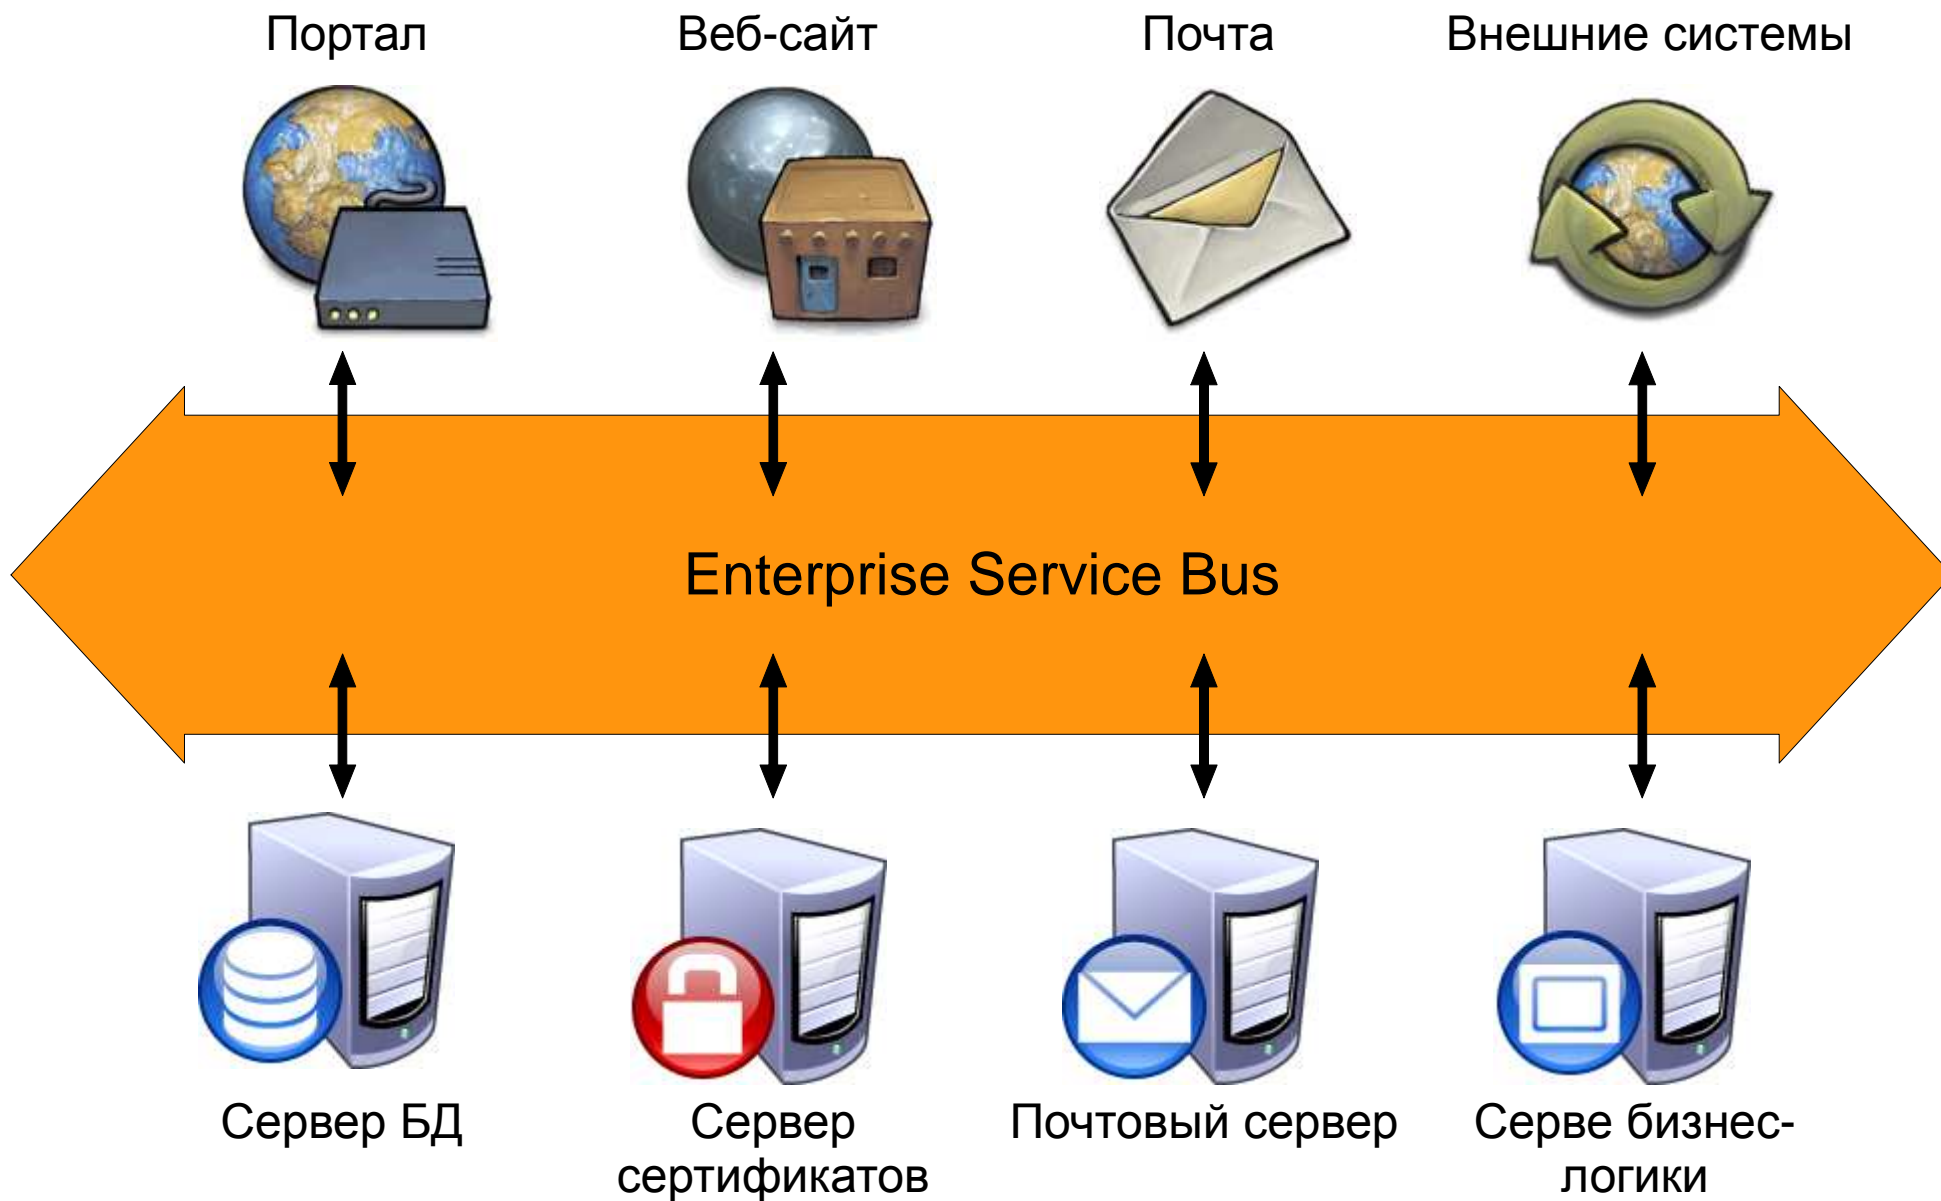 Портал
Веб-сайт
Почта
Внешние системы
Enterprise Service Bus
Сервер БД
Сервер
сертификатов
Почтовый сервер
Серве бизнес-
логики